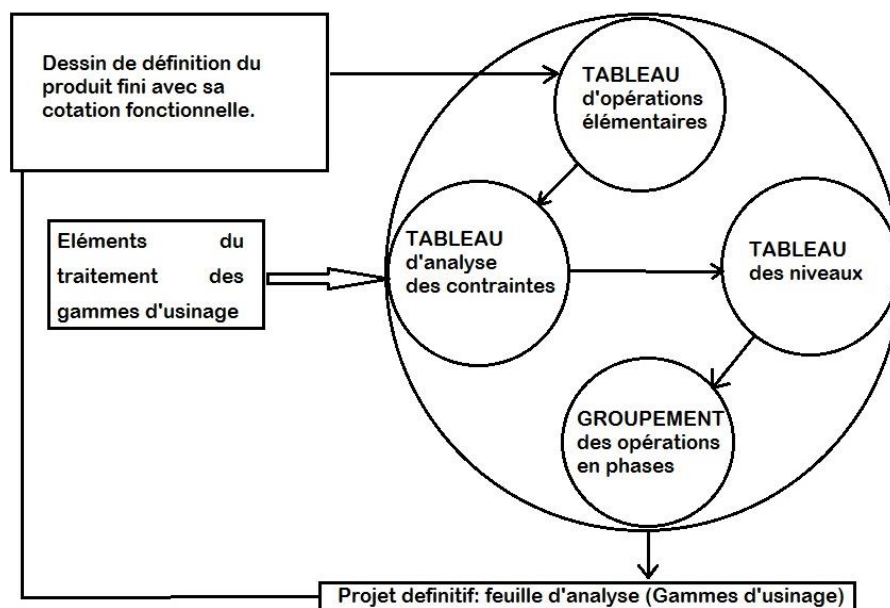 Dessin de définition du
produit fini avec sa
cotation fonctionnelle.
TABLEAU
d'opérations
élémentaires
Eléments du
traitement des
gammes d'usinage
TABLEAU
d'analyse
des contraintes
TABLEAU
des niveaux
GROUPEMENT
des opérations
en phases
Projet definitif: feuille d'analyse (Gammes d'usinage)